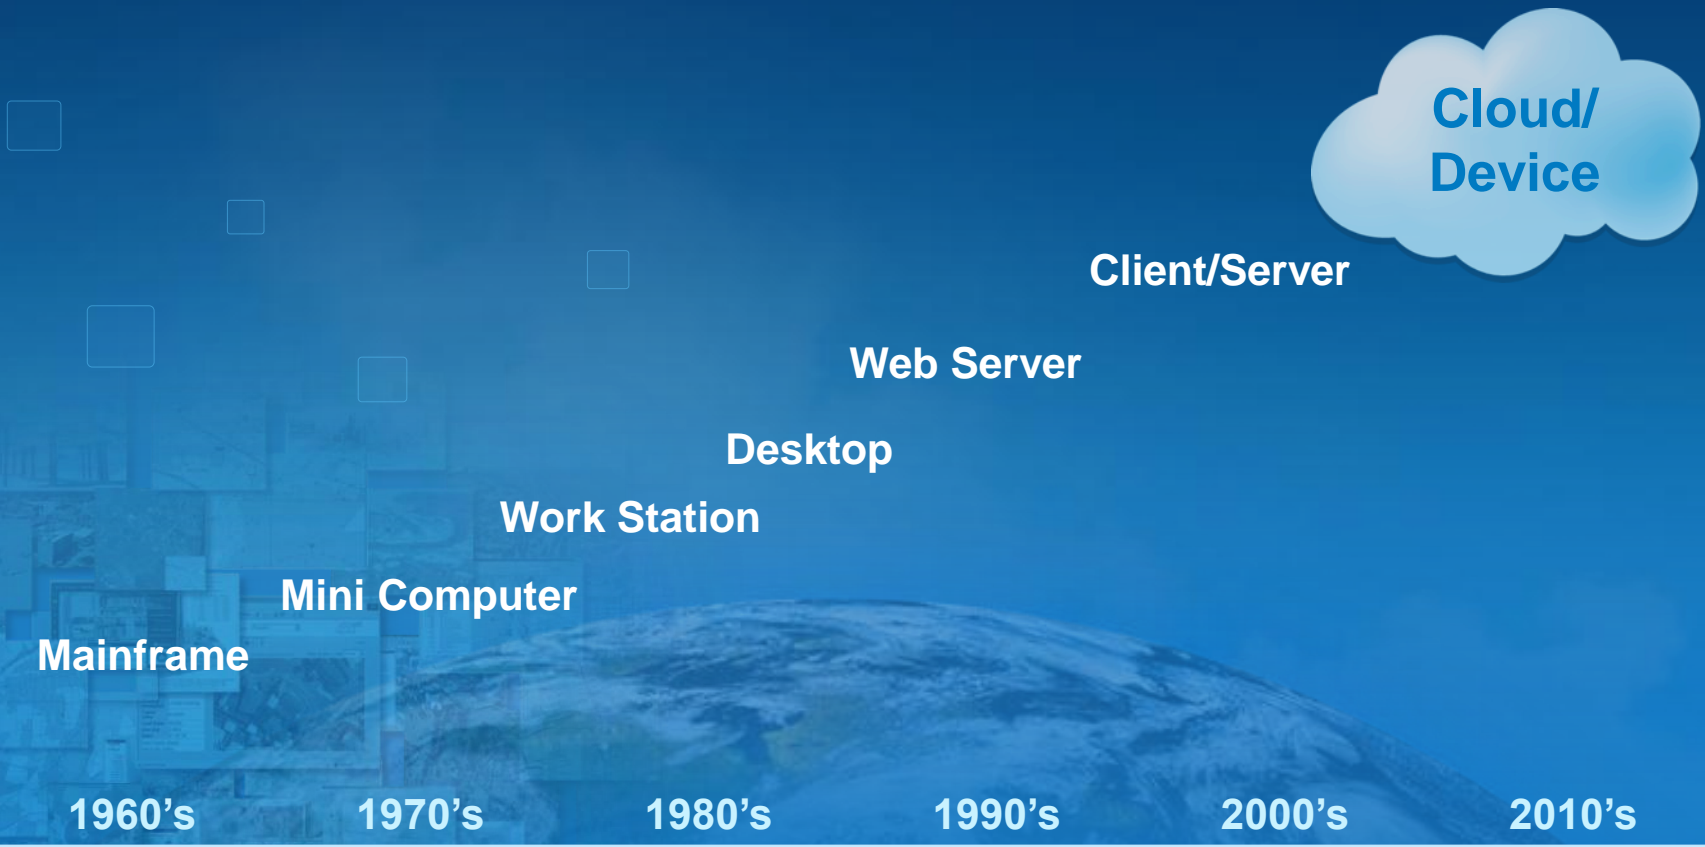 Cloud/
Device
Client/Server
Web Server
Desktop
Work Station
Mini Computer
Mainframe
1960’s 1970’s 1980’s 1990’s 2000’s 2010’s